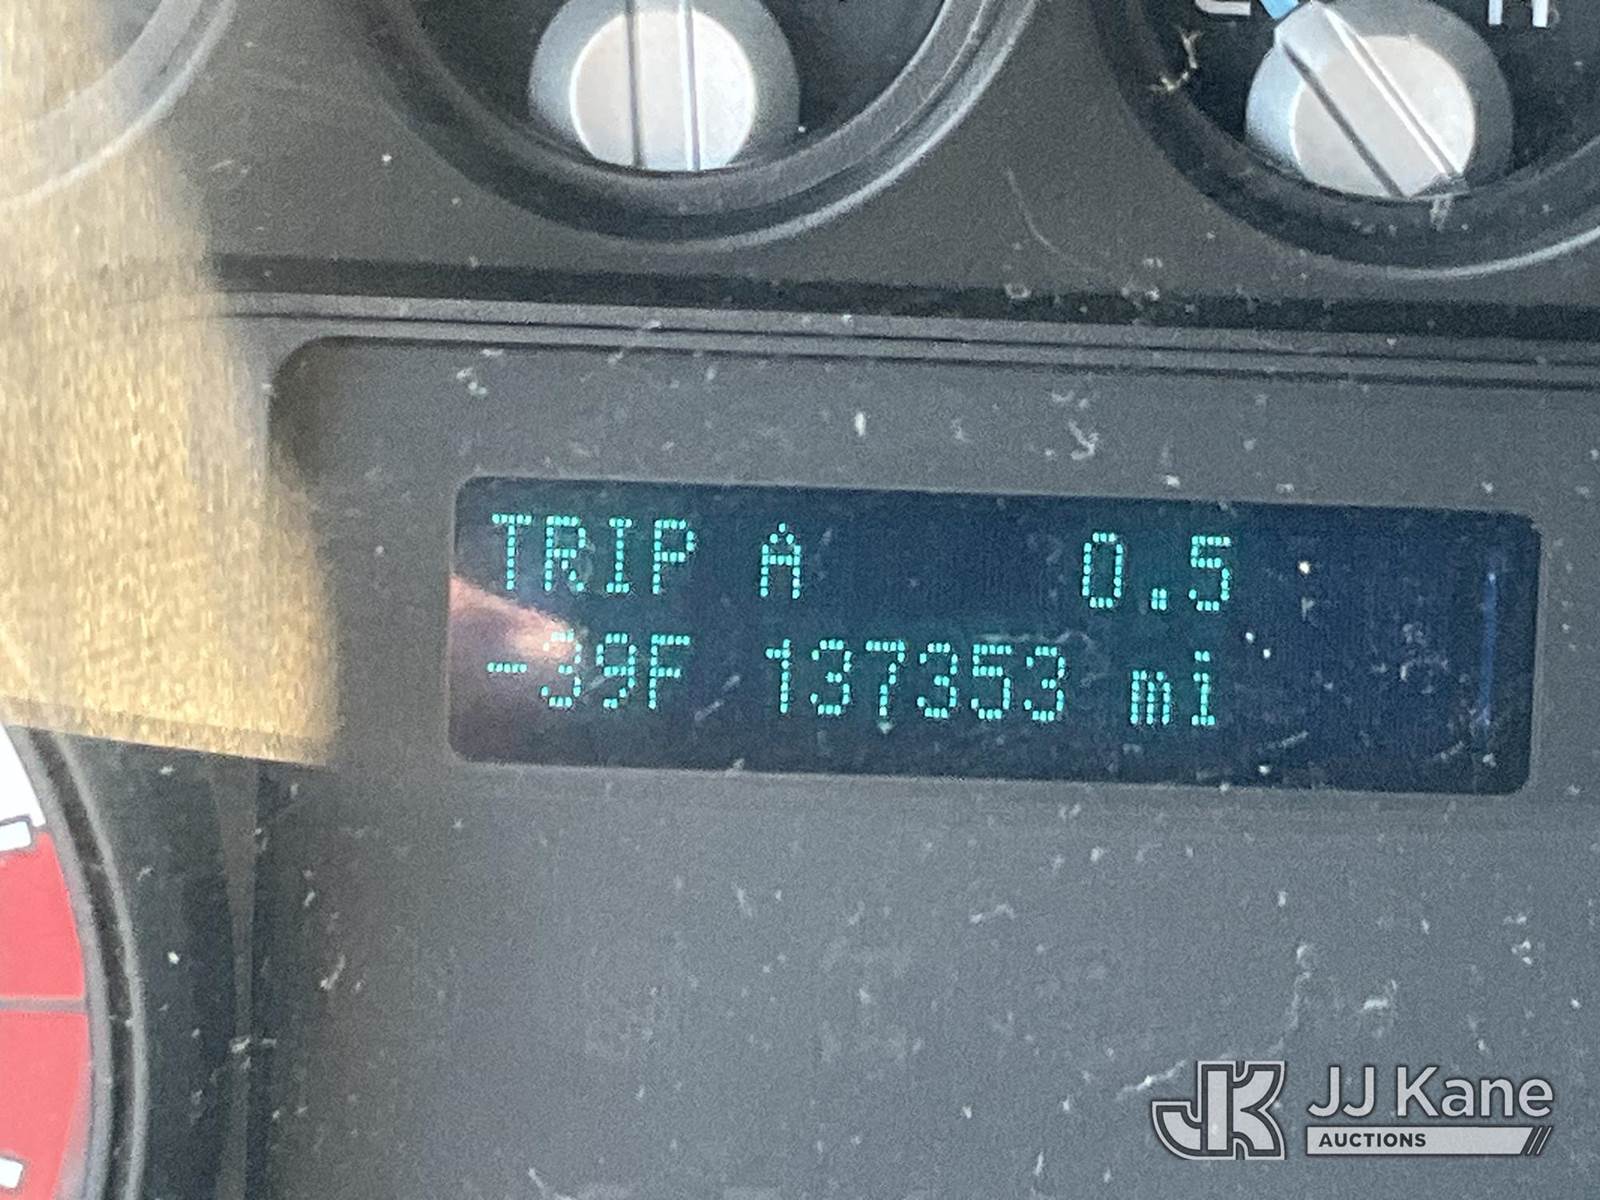 TRIP A 0.5
-39F 137353 mi
JJ Kane
AUCTIONS